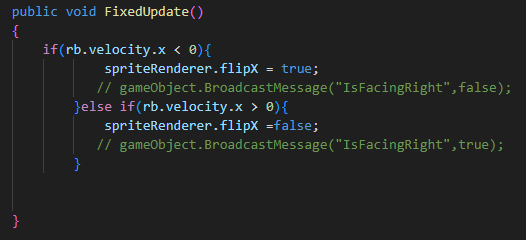 public void FixedUpdate()
{
if(rb.velocity.x < 0){
spriteRenderer.flipX = true;
// gameObject.BroadcastMessage("IsFacingRight",false);
}else if(rb.velocity.x > 0){
spriteRenderer.flipX =false;
// gameObject.BroadcastMessage("IsFacingRight",true);
}
}